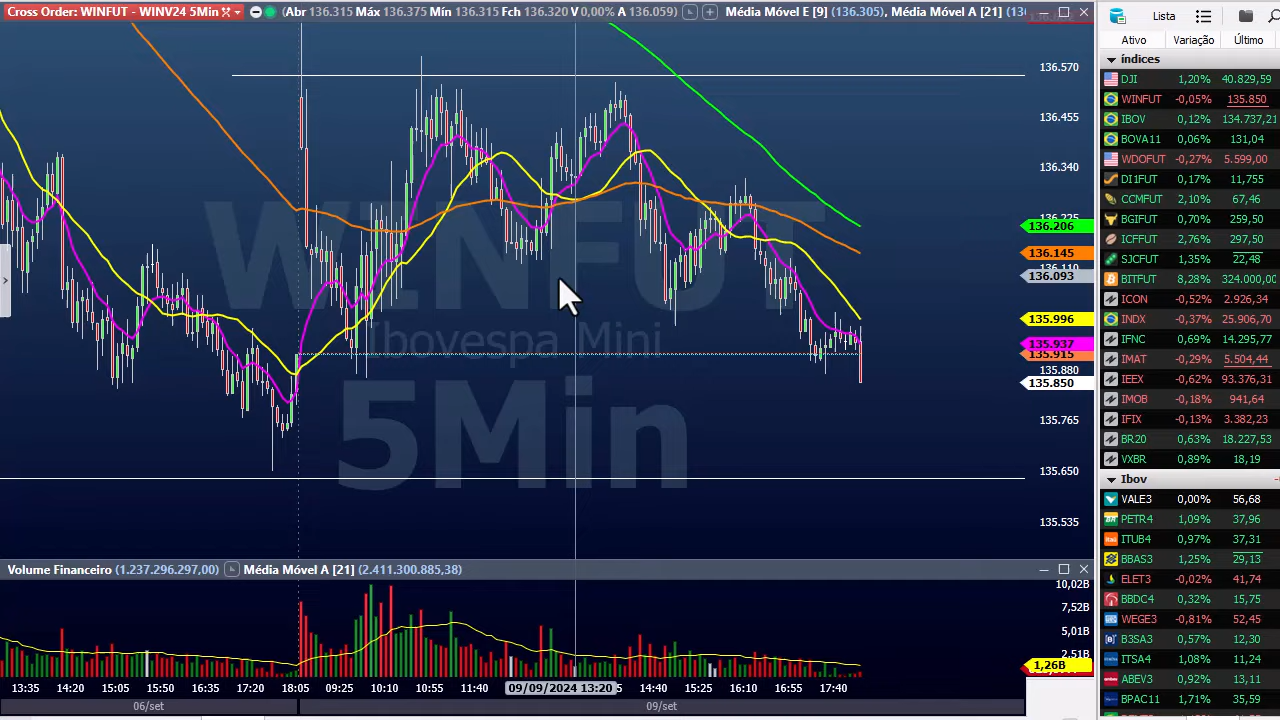 Cross Order: WINFUT - WINV24 5Min
(Abr 136.315 Máx 136.375 Mín 136.315 Fch 136.320 V 0,00% A 136.059)
Média Móvel E [9] (136.305), Média Móvel A [21] (13
136.570
136.455
136.340
136.225
136.206
136.145
136.110
136.093
135.996
135.937
135.915
135.880
135.850
135.765
135.650
135.535
WINFUT
Ibovespa Mini
5Min
Volume Financeiro (1.237.296.297,00) Média Móvel A [21] (2.411.309.885,38)
10,02B
7,52B
5,01B
2,51B
1,26B
13:35 14:20 15:05 15:50 16:35 17:20 18:05 10:55 11:40 09/09/2024 13:20 15:25 16:10 16:55 17:40
06/set 09/set
Lista
Ativo Variação Último
índices
DJI 1,20% 40.829,59
WINFUT -0,05% 135.850
IBOV 0,12% 134.737,21
BOVA11 0,06% 131,04
WDOFUT -0,27% 5.599,00
DI1FUT 0,17% 11,755
CCMFUT 2,10% 67,46
BGIFUT -0,70% 259,50
ICFFUT 2,76% 297,50
SJCFUT 1,35% 22,48
BITFUT 8,28% 324.000,0
ICON -0,52% 2.926,34
INDX -0,37% 25.906,70
IFNC 0,69% 14.295,77
IMAT -0,29% 5.504,44
IEEX -0,62% 93.376,31
IMOB -0,18% 941,64
IFIX -0,13% 3.382,23
BR20 0,63% 18.227,53
VXBR 0,89% 18,19
Ibov
VALE3 0,00% 56,68
PETR4 1,09% 37,96
ITUB4 0,97% 37,31
BBAS3 1,25% 29,13
ELET3 -0,02% 41,74
BBDC4 0,32% 15,75
WEGE3 -0,81% 52,45
B3SA3 0,57% 12,30
ITSA4 1,08% 11,24
ABEV3 0,92% 13,11
BPAC11 1,71% 35,59